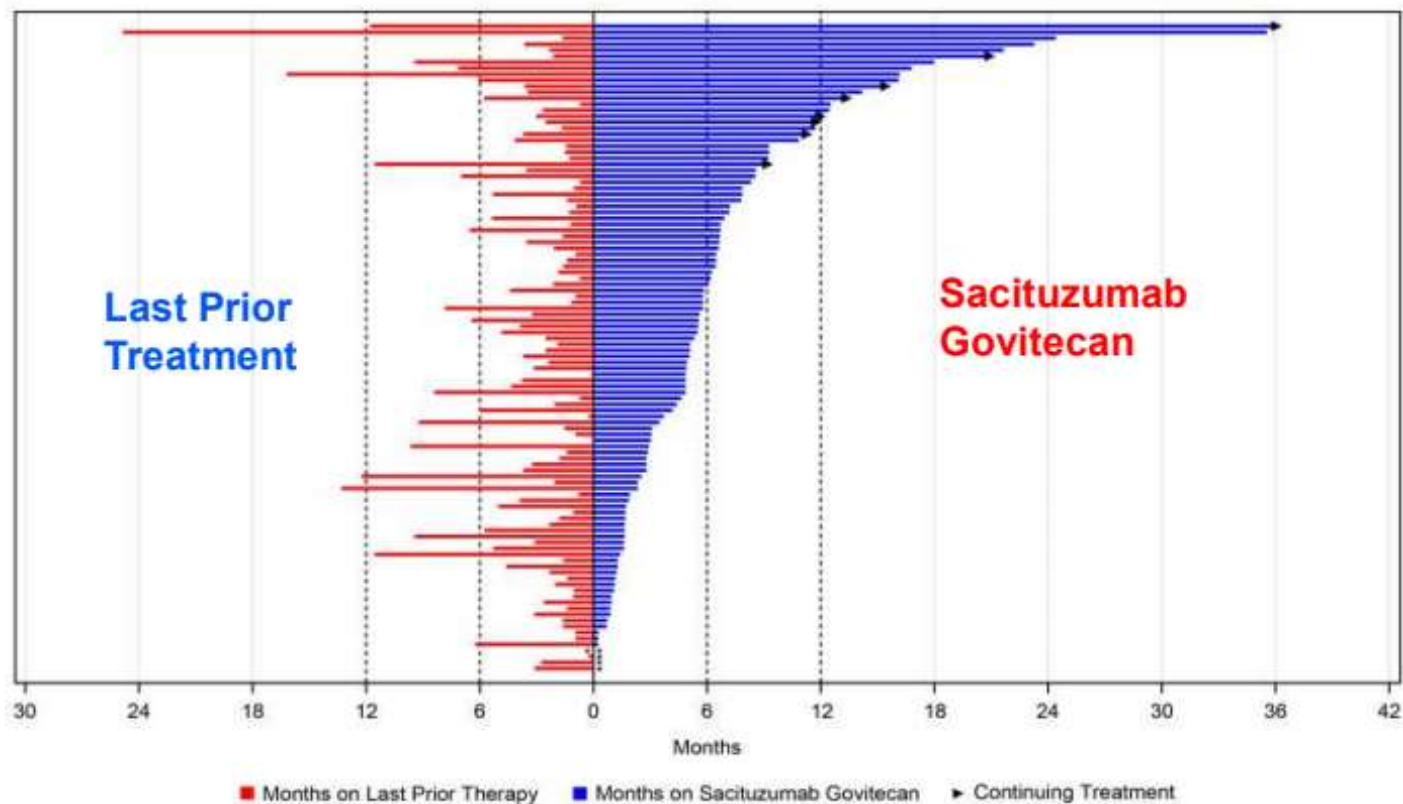 Last Prior
Treatment
Sacituzumab
Govitecan
30 24 18 12 6 0 6 12 18 24 30 36 42
Months
Months on Last Prior Therapy Months on Sacituzumab Govitecan Continuing Treatment